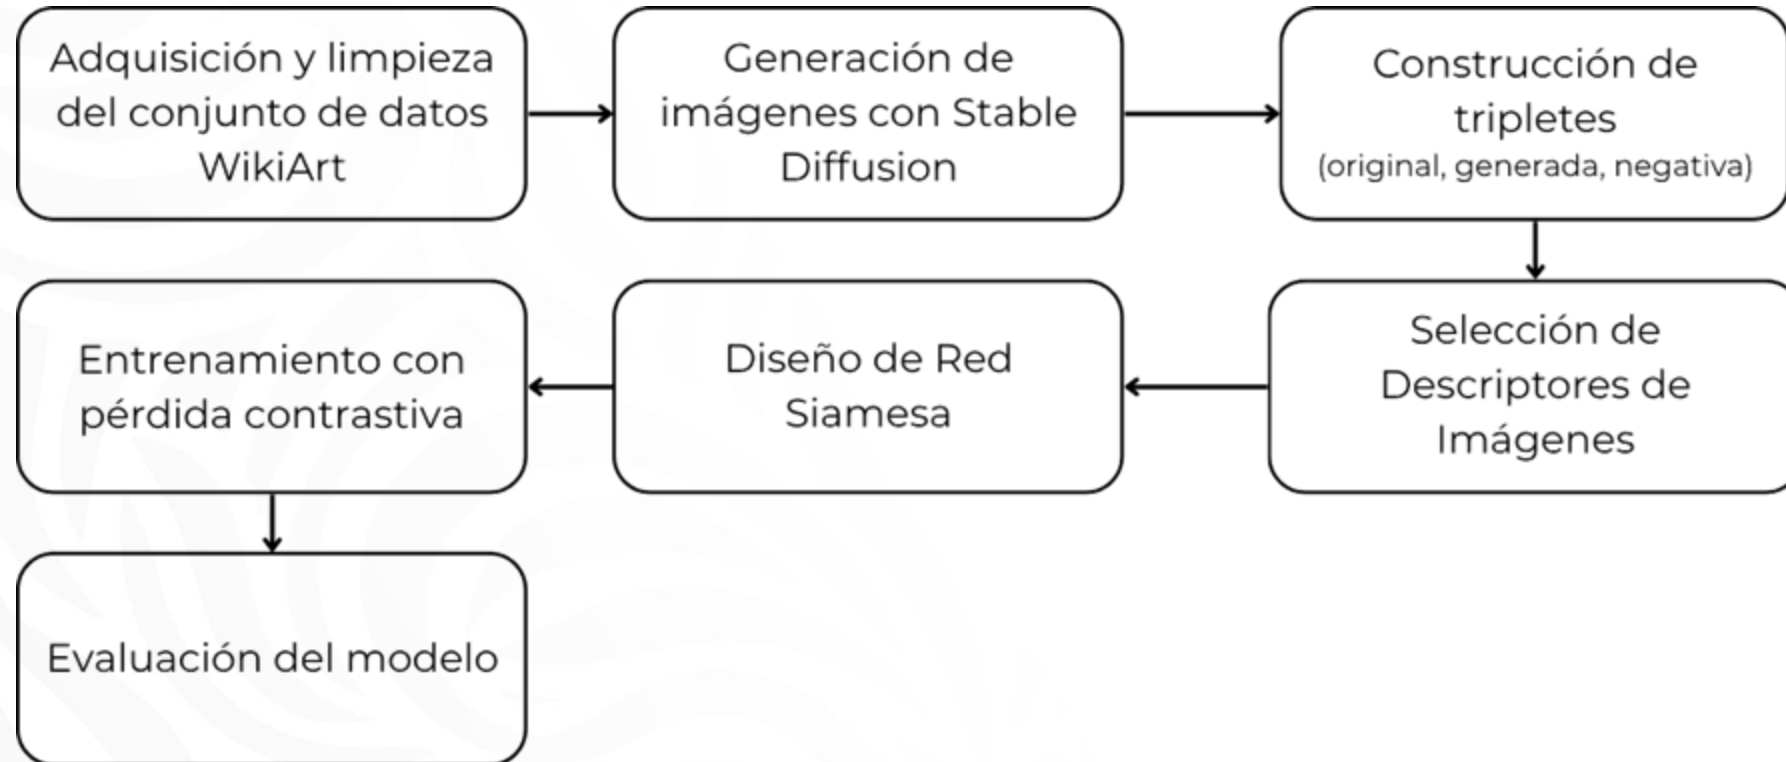 Adquisición y limpieza
del conjunto de datos
WikiArt
Generación de
imágenes con Stable
Diffusion
Construcción de
tripletes
(original, generada, negativa)
Selección de
Descriptores de
Imágenes
Diseño de Red
Siamesa
Entrenamiento con
pérdida contrastiva
Evaluación del modelo